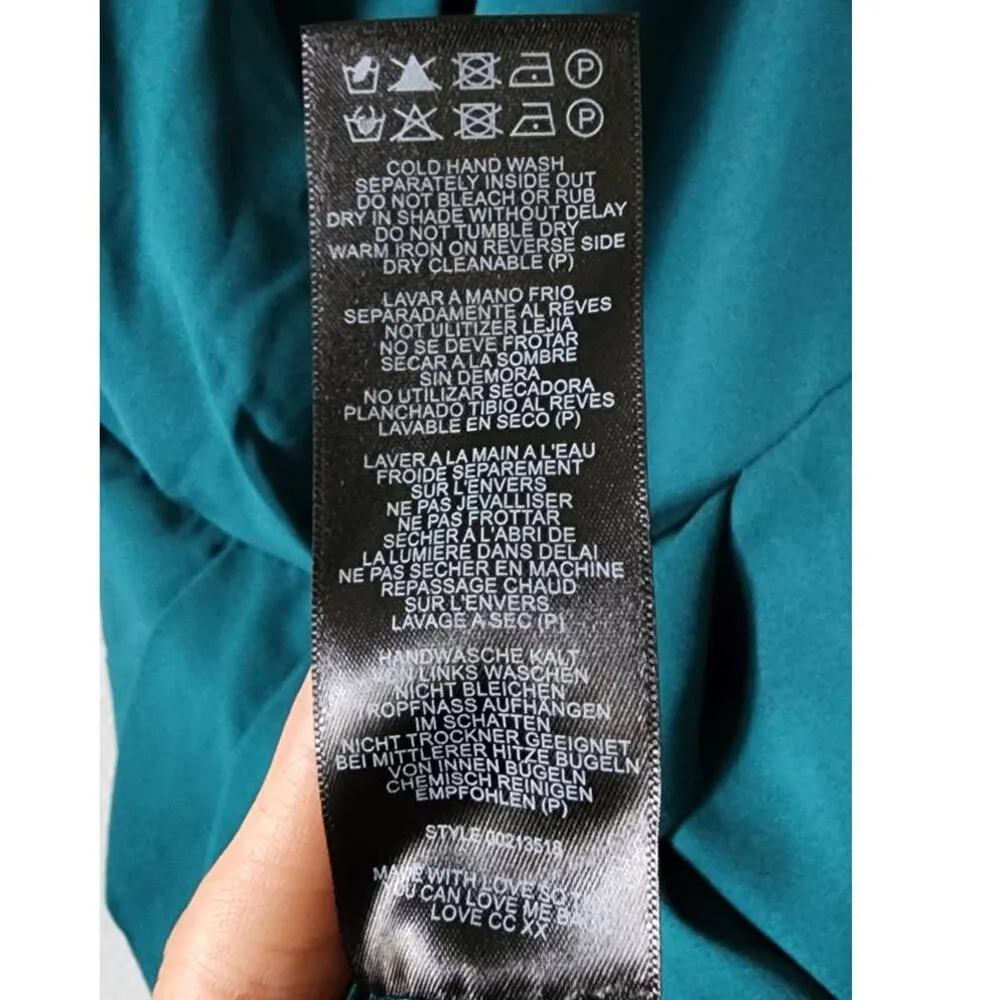 P
P
COLD HAND WASH
SEPARATELY INSIDE OUT
DO NOT BLEACH OR RUB
DRY IN SHADE WITHOUT DELAY
DO NOT TUMBLE DRY
WARM IRON ON REVERSE SIDE
DRY CLEANABLE (P)
LAVAR A MANO FRIO
SEPARADAMENTE AL REVES
NOT ULITIZER LEJIA
NO SE DEVE FROTAR
SECAR A LA SOMBRE
SIN DEMORA
NO UTILIZAR SECADORA
PLANCHADO TIBIO AL REVES
LAVABLE EN SECO (P)
LAVER A LA MAIN A L'EAU
FROIDE SEPAREMENT
SUR L'ENVERS
NE PAS JEVALLISER
NE PAS FROTTAR
SECHER A L'ABRI DE
LA LUMIERE DANS DELAI
NE PAS SECHER EN MACHINE
REPASSAGE CHAUD
SUR L'ENVERS
LAVAGE A SEC (P)
HANDWASCHE KALT
LINKS WASCHEN
NICHT BLEICHEN
ROPFNASS AUFHANGEN
IM SCHATTEN
NICHT TROCKNER GEEIGNET
BEI MITTLERER HITZE BUGELN
VON INNEN BUGELN
CHEMISCH REINIGEN
EMPFOHLEN (P)
STYLE 00213518
MADE WITH LOVE SO
CAN LOVE ME
LOVE CC XX